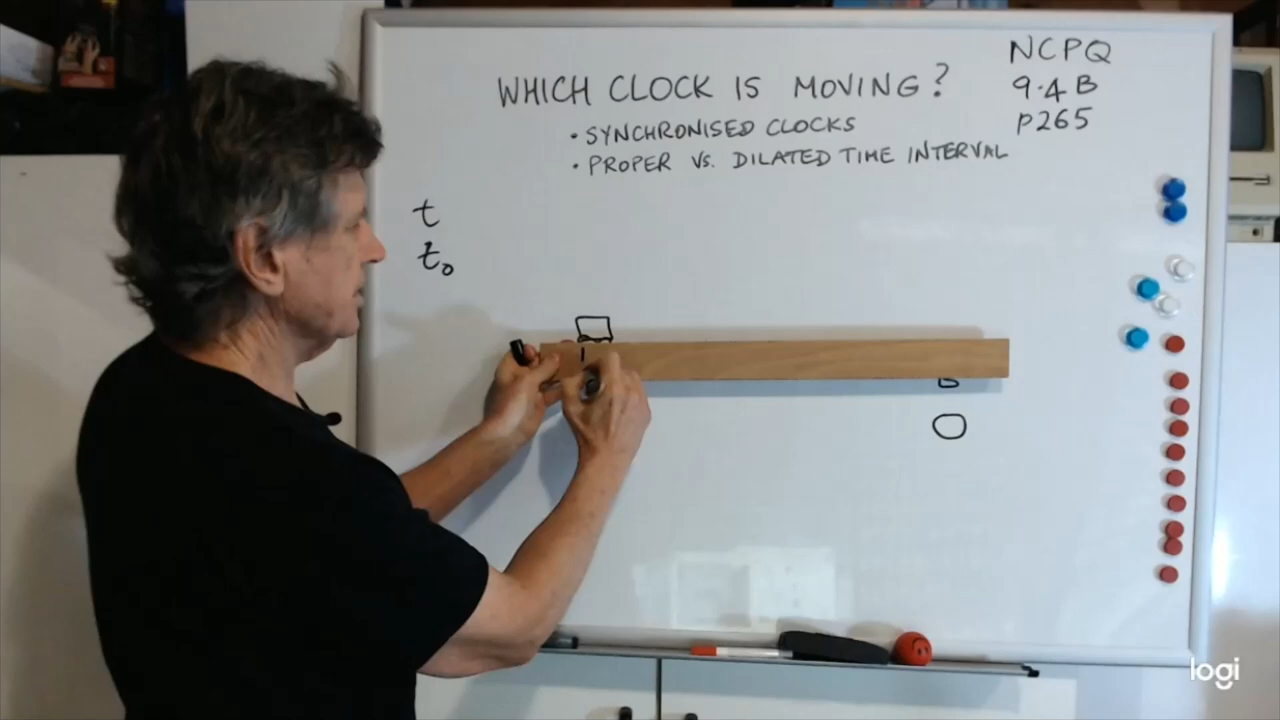 WHICH CLOCK IS MOVING?
• SYNCHRONISED CLOCKS
• PROPER VS. DILATED TIME INTERVAL
NCPQ
9.4B
p265
t
t₀
logi